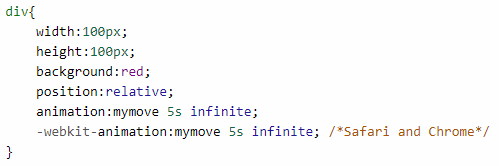 div{
    width:100px;
    height:100px;
    background:red;
    position:relative;
    animation:mymove 5s infinite;
    -webkit-animation:mymove 5s infinite; /*Safari and Chrome*/
}